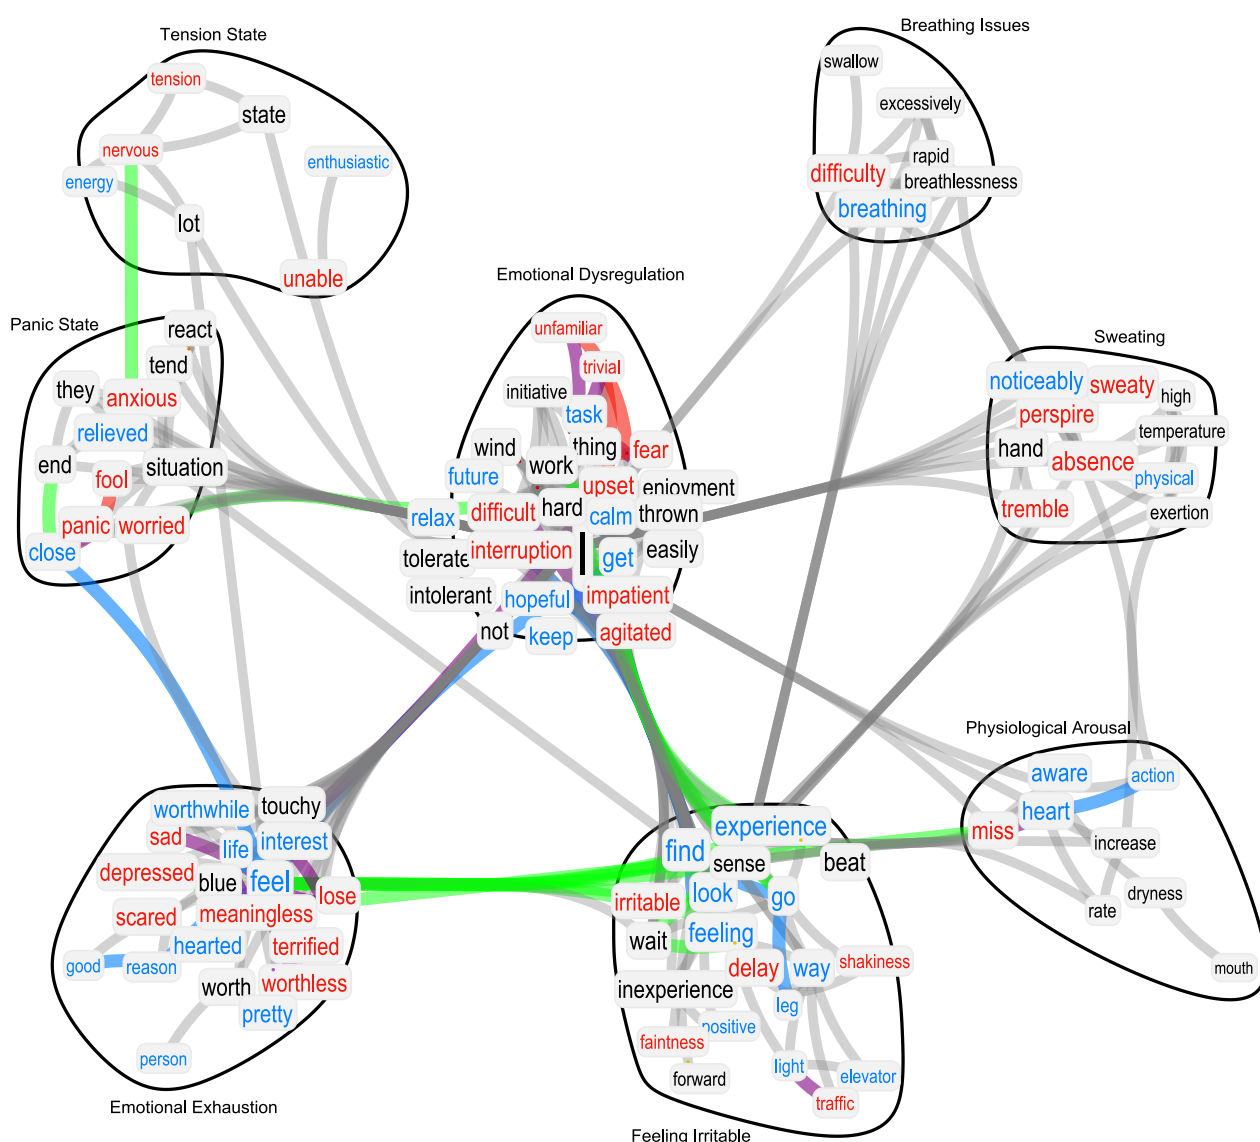 Tension State
tension
state
nervous
enthusiastic
energy
lot
unable
Breathing Issues
swallow
excessively
rapid
difficulty
breathlessness
breathing
Panic State
react
tend
they
anxious
relieved
end
situation
fool
panic
worried
close
Emotional Dysregulation
unfamiliar
trivial
initiative
task
wind
thing
fear
work
future
upset
enjoyment
difficult
hard
relax
calm
thrown
tolerate
interruption
I
get
easily
intolerant
hopeful
impatient
not
keep
agitated
Sweating
noticeably
sweaty
high
perspire
temperature
hand
absence
physical
tremble
exertion
Physiological Arousal
aware
action
heart
miss
increase
dryness
rate
mouth
worthwhile
touchy
sad
life
interest
depressed
blue
feel
lose
scared
meaningless
hearted
terrified
good
reason
worth
worthless
pretty
person
Emotional Exhaustion
experience
find
sense
beat
irritable
look
go
wait
feeling
delay
way
shakiness
inexperience
leg
positive
faintness
light
elevator
forward
traffic
Feeling Irritable